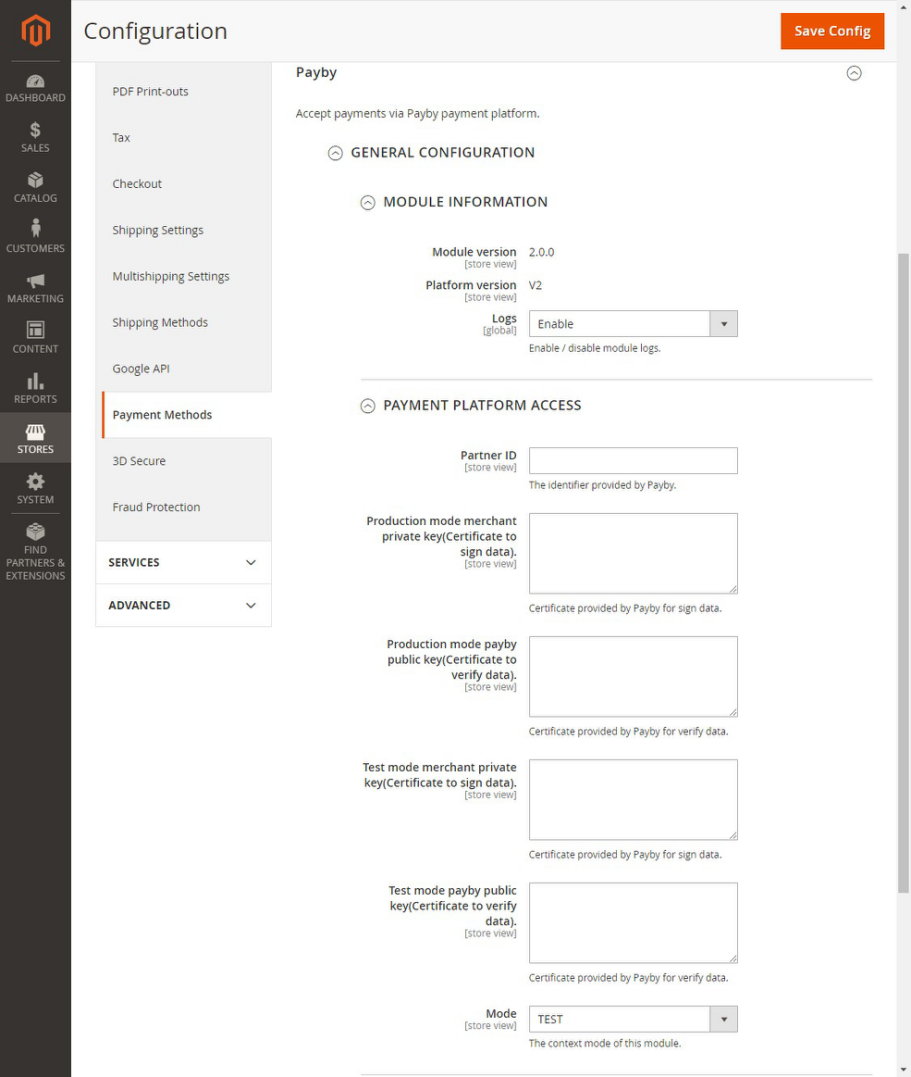 Configuration
Save Config
DASHBOARD
SALES
CATALOG
CUSTOMERS
MARKETING
CONTENT
REPORTS
STORES
SYSTEM
FIND
PARTNERS &
EXTENSIONS
PDF Print-outs
Tax
Checkout
Shipping Settings
Multishipping Settings
Shipping Methods
Google API
Payment Methods
3D Secure
Fraud Protection
SERVICES
ADVANCED
Payby
Accept payments via Payby payment platform.
GENERAL CONFIGURATION
MODULE INFORMATION
Module version 2.0.0
[store view]
Platform version V2
[store view]
Logs Enable
[global]
Enable / disable module logs.
PAYMENT PLATFORM ACCESS
Partner ID
[store view]
The identifier provided by Payby.
Production mode merchant
private key(Certificate to
sign data).
[store view]
Certificate provided by Payby for sign data.
Production mode payby
public key(Certificate to
verify data).
[store view]
Certificate provided by Payby for verify data.
Test mode merchant private
key(Certificate to sign data).
[store view]
Certificate provided by Payby for sign data.
Test mode payby public
key(Certificate to verify
data).
[store view]
Certificate provided by Payby for verify data.
Mode TEST
[store view]
The context mode of this module.